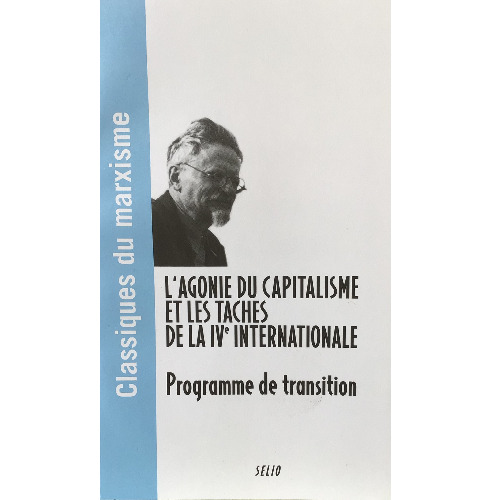 Classiques du marxisme
L'AGONIE DU CAPITALISME
ET LES TACHES
DE LA IVe INTERNATIONALE
Programme de transition
SELIO